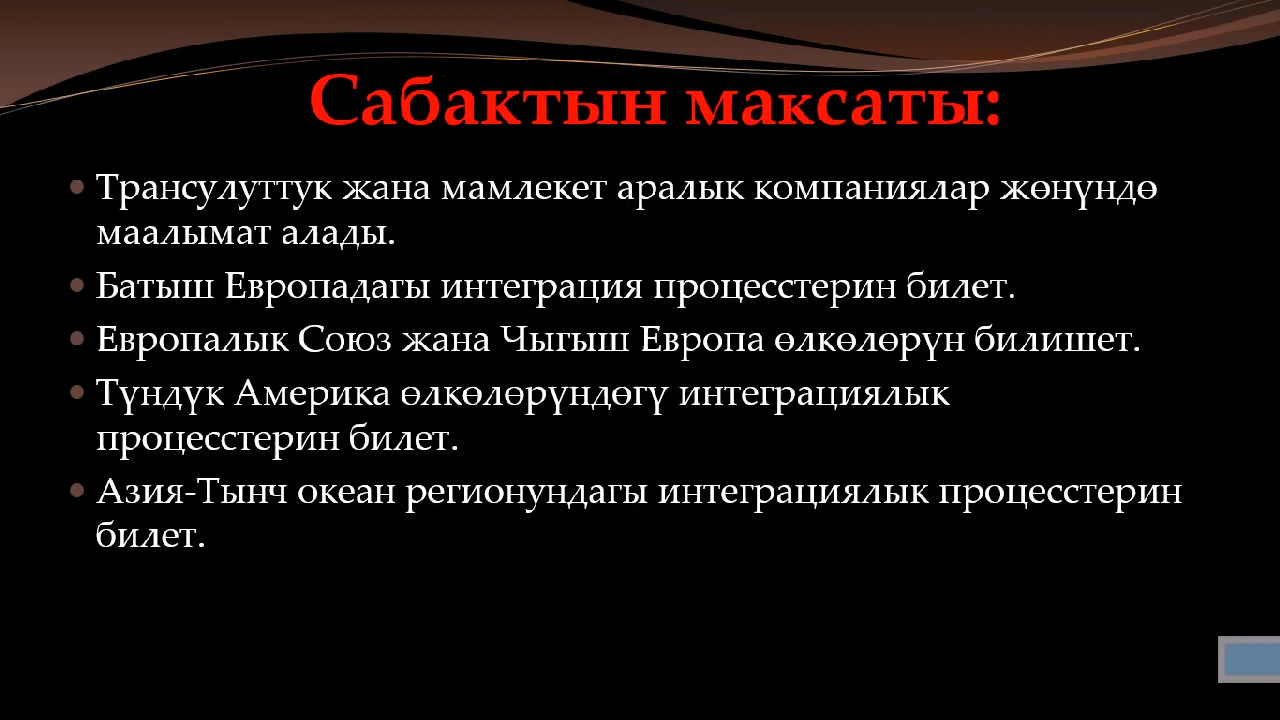 Сабактын максаты:
Трансулуттук жана мамлекет аралык компаниялар жөнүндө
маалымат алады.
Батыш Европадагы интеграция процесстерин билет.
Европалык Союз жана Чыгыш Европа өлкөлөрүн билишет.
Түндүк Америка өлкөлөрүндөгү интеграциялык
процесстерин билет.
Азия-Тынч океан регионундагы интеграциялык процесстерин
билет.